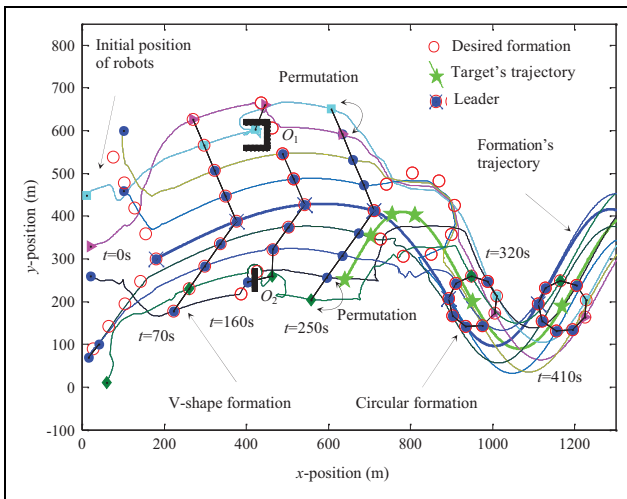 800
700
600
500
400
300
200
100
0
-100
0
200
400
600
800
1000
1200
y-position (m)
x-position (m)
Initial position
of robots
Permutation
Desired formation
Target's trajectory
Leader
Formation's
trajectory
O1
O2
t=0s
t=70s
t=160s
t=250s
t=320s
t=410s
Permutation
V-shape formation
Circular formation